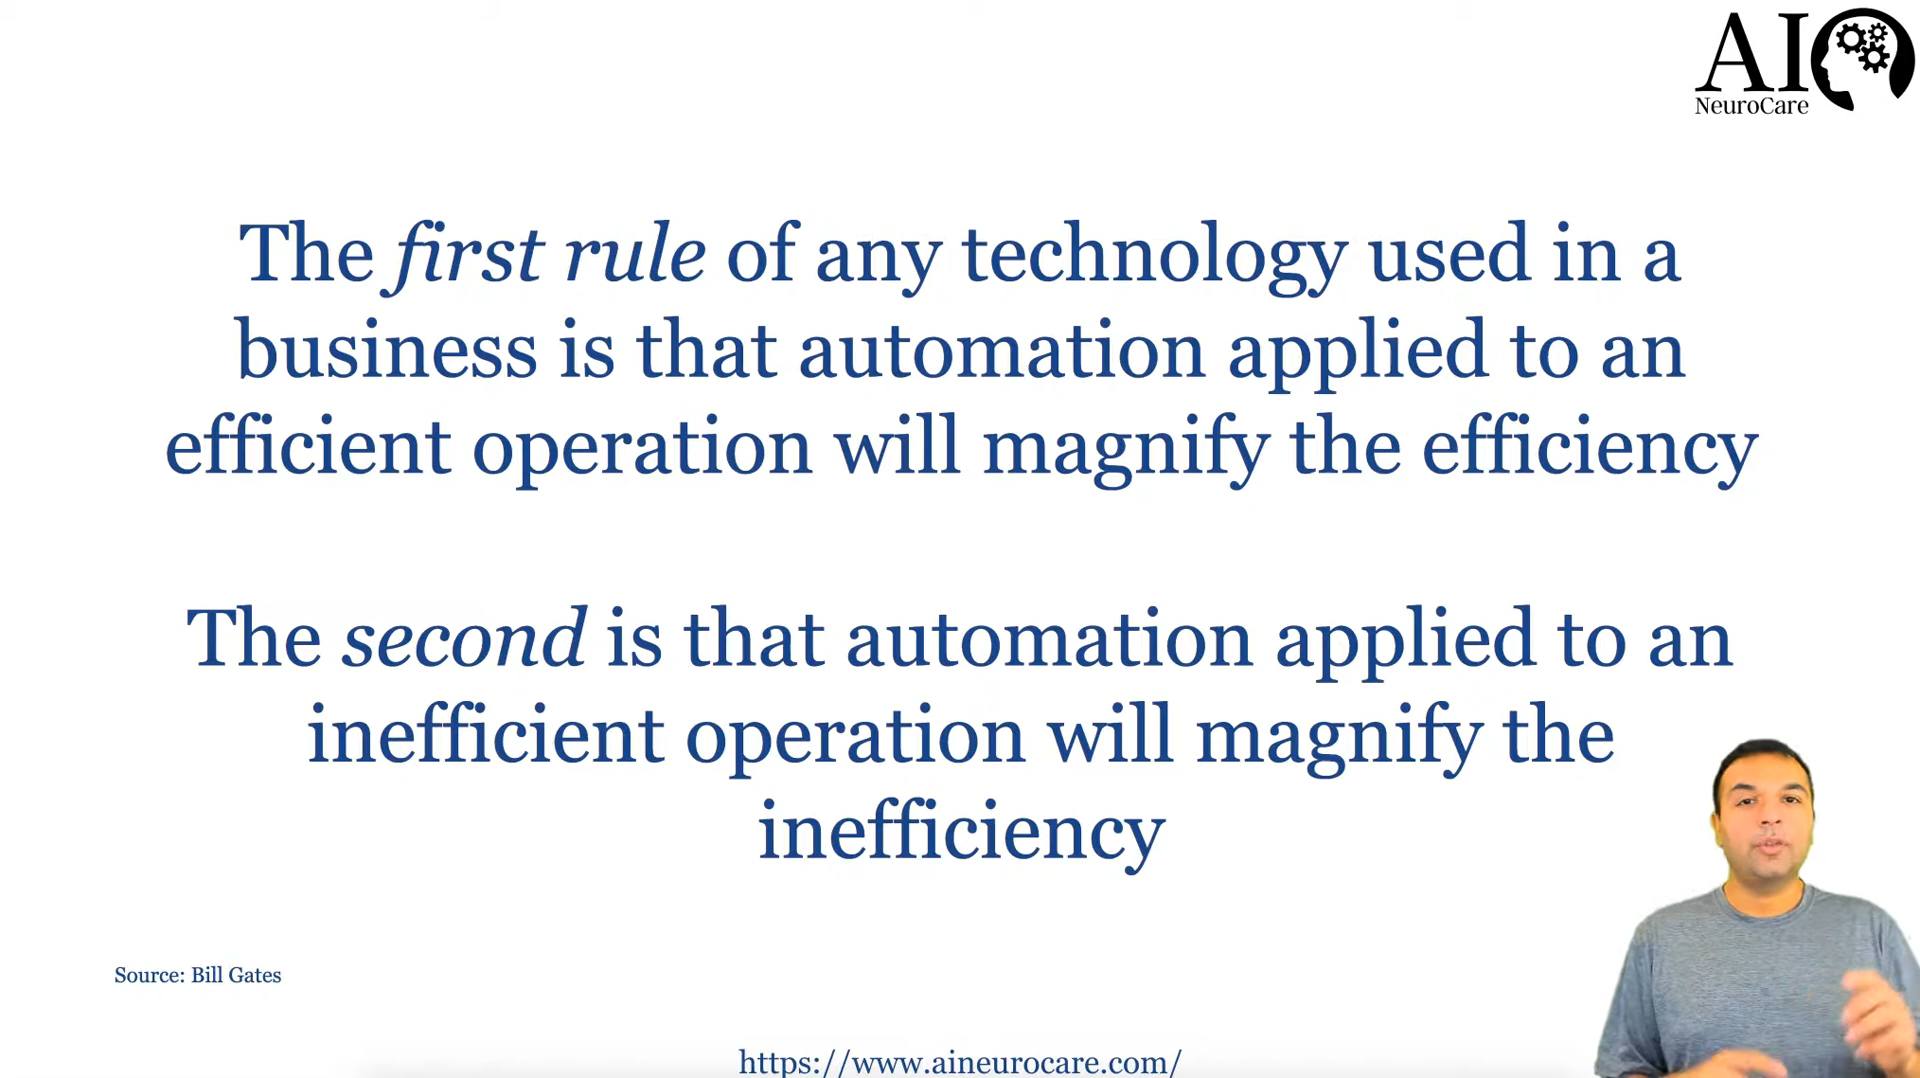 AI
NeuroCare
The first rule of any technology used in a
business is that automation applied to an
efficient operation will magnify the efficiency
The second is that automation applied to an
inefficient operation will magnify the
inefficiency
Source: Bill Gates
https://www.aineurocare.com/